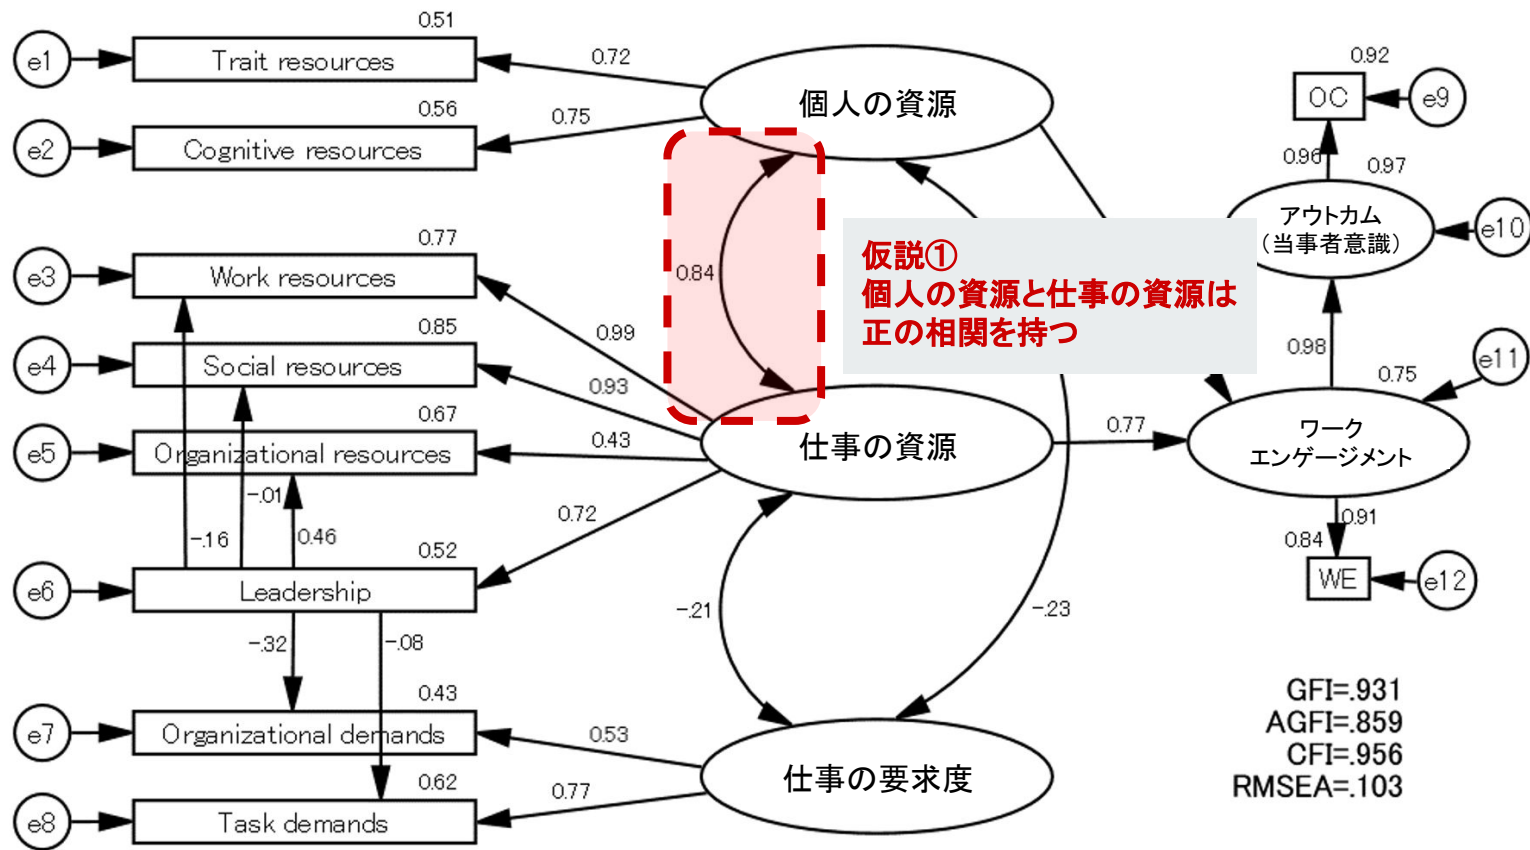 0.51
e1
Trait resources
0.72
個人の資源
0.92
OC
e9
0.56
e2
Cognitive resources
0.75
0.96
0.97
アウトカム
（当事者意識）
e10
0.77
e3
Work resources
0.84
仮説①
個人の資源と仕事の資源は
正の相関を持つ
0.99
0.85
e4
Social resources
0.93
0.98
e11
0.75
0.67
e5
Organizational resources
0.43
仕事の資源
0.77
ワーク
エンゲージメント
-.01
-.16
0.46
0.72
0.91
0.84
0.52
e6
Leadership
WE
e12
-.21
-.23
-.32
-.08
0.43
e7
Organizational demands
0.53
仕事の要求度
0.62
e8
Task demands
0.77
GFI=.931
AGFI=.859
CFI=.956
RMSEA=.103